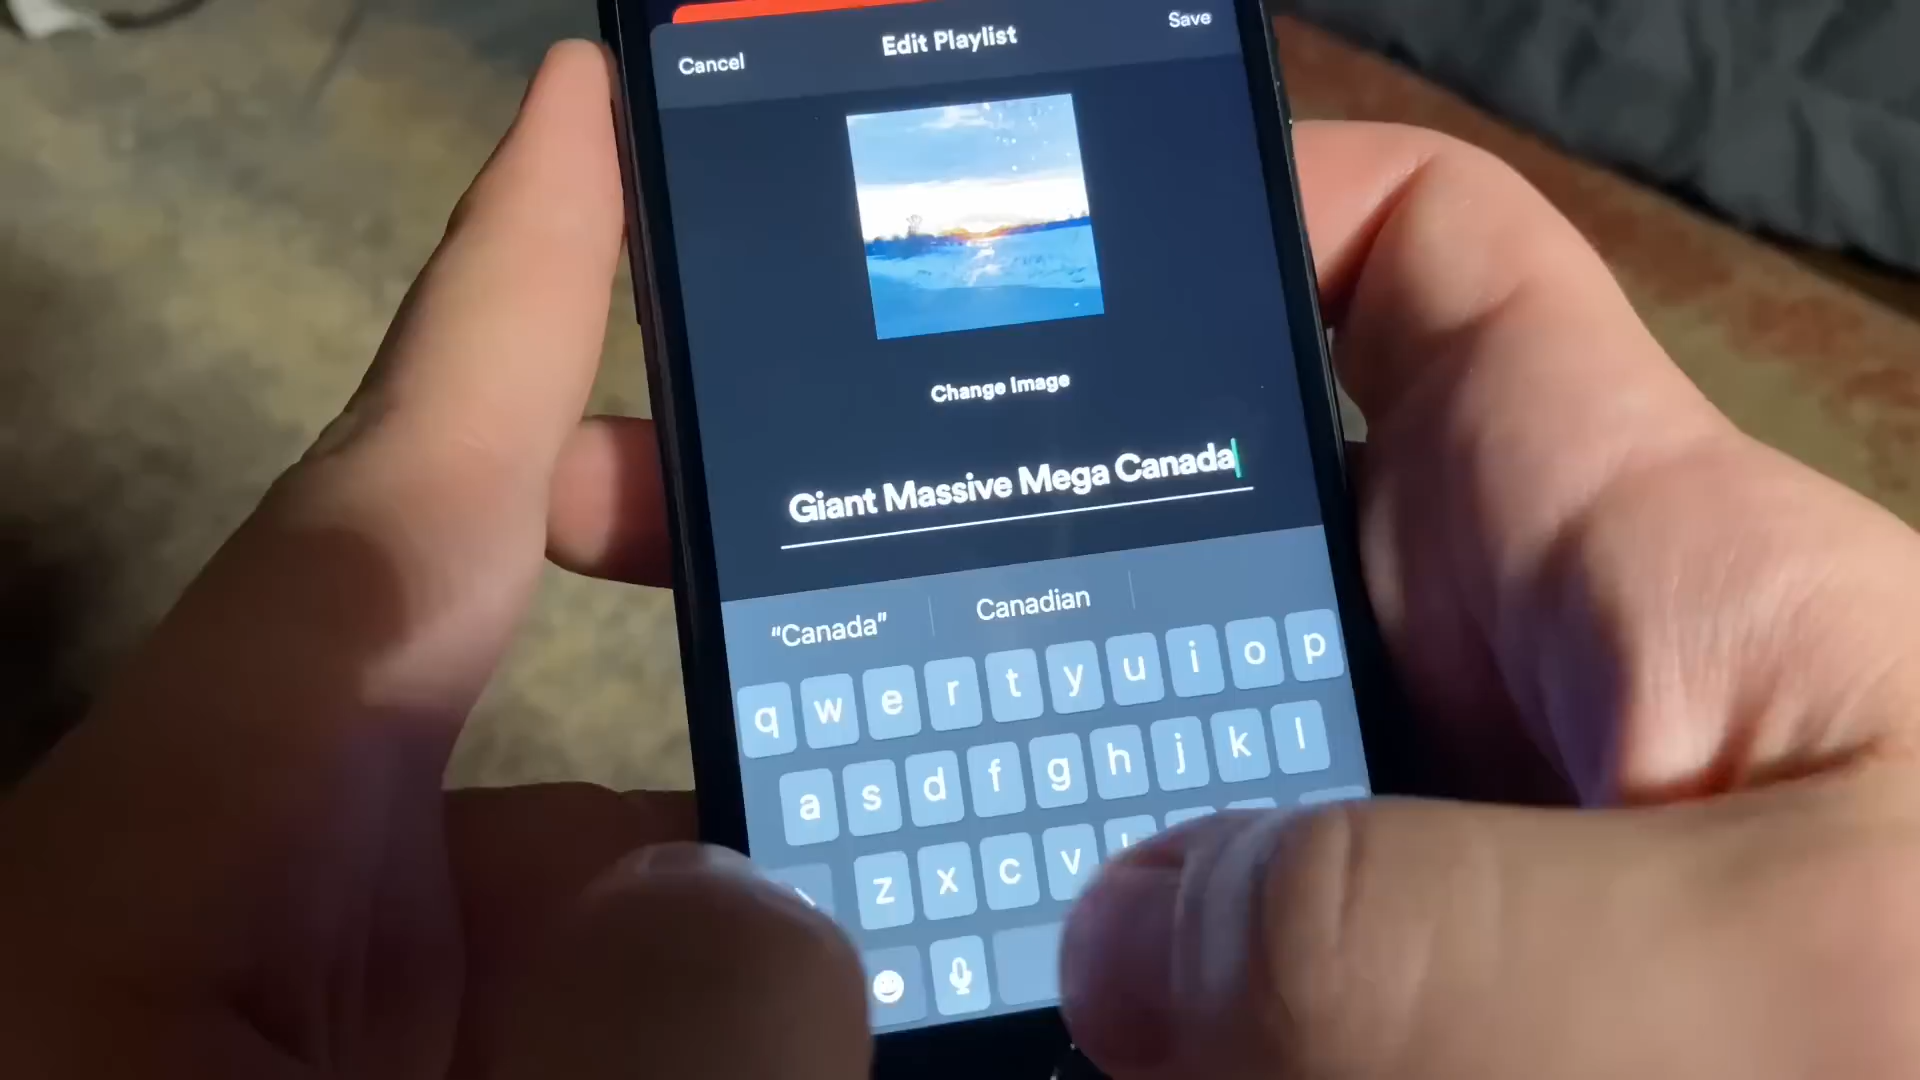 Cancel
Edit Playlist
Save
Change Image
Giant Massive Mega Canada
“Canada”
Canadian
q w e r t y u i o p
a s d f g h j k l
z x c v